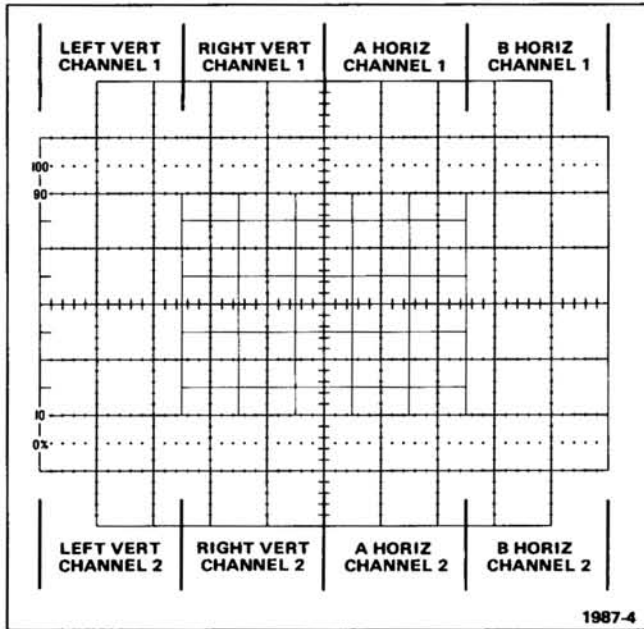 LEFT VERT
CHANNEL 1
RIGHT VERT
CHANNEL 1
A HORIZ
CHANNEL 1
B HORIZ
CHANNEL 1
100
90
10
0%
LEFT VERT
CHANNEL 2
RIGHT VERT
CHANNEL 2
A HORIZ
CHANNEL 2
B HORIZ
CHANNEL 2
1987-4